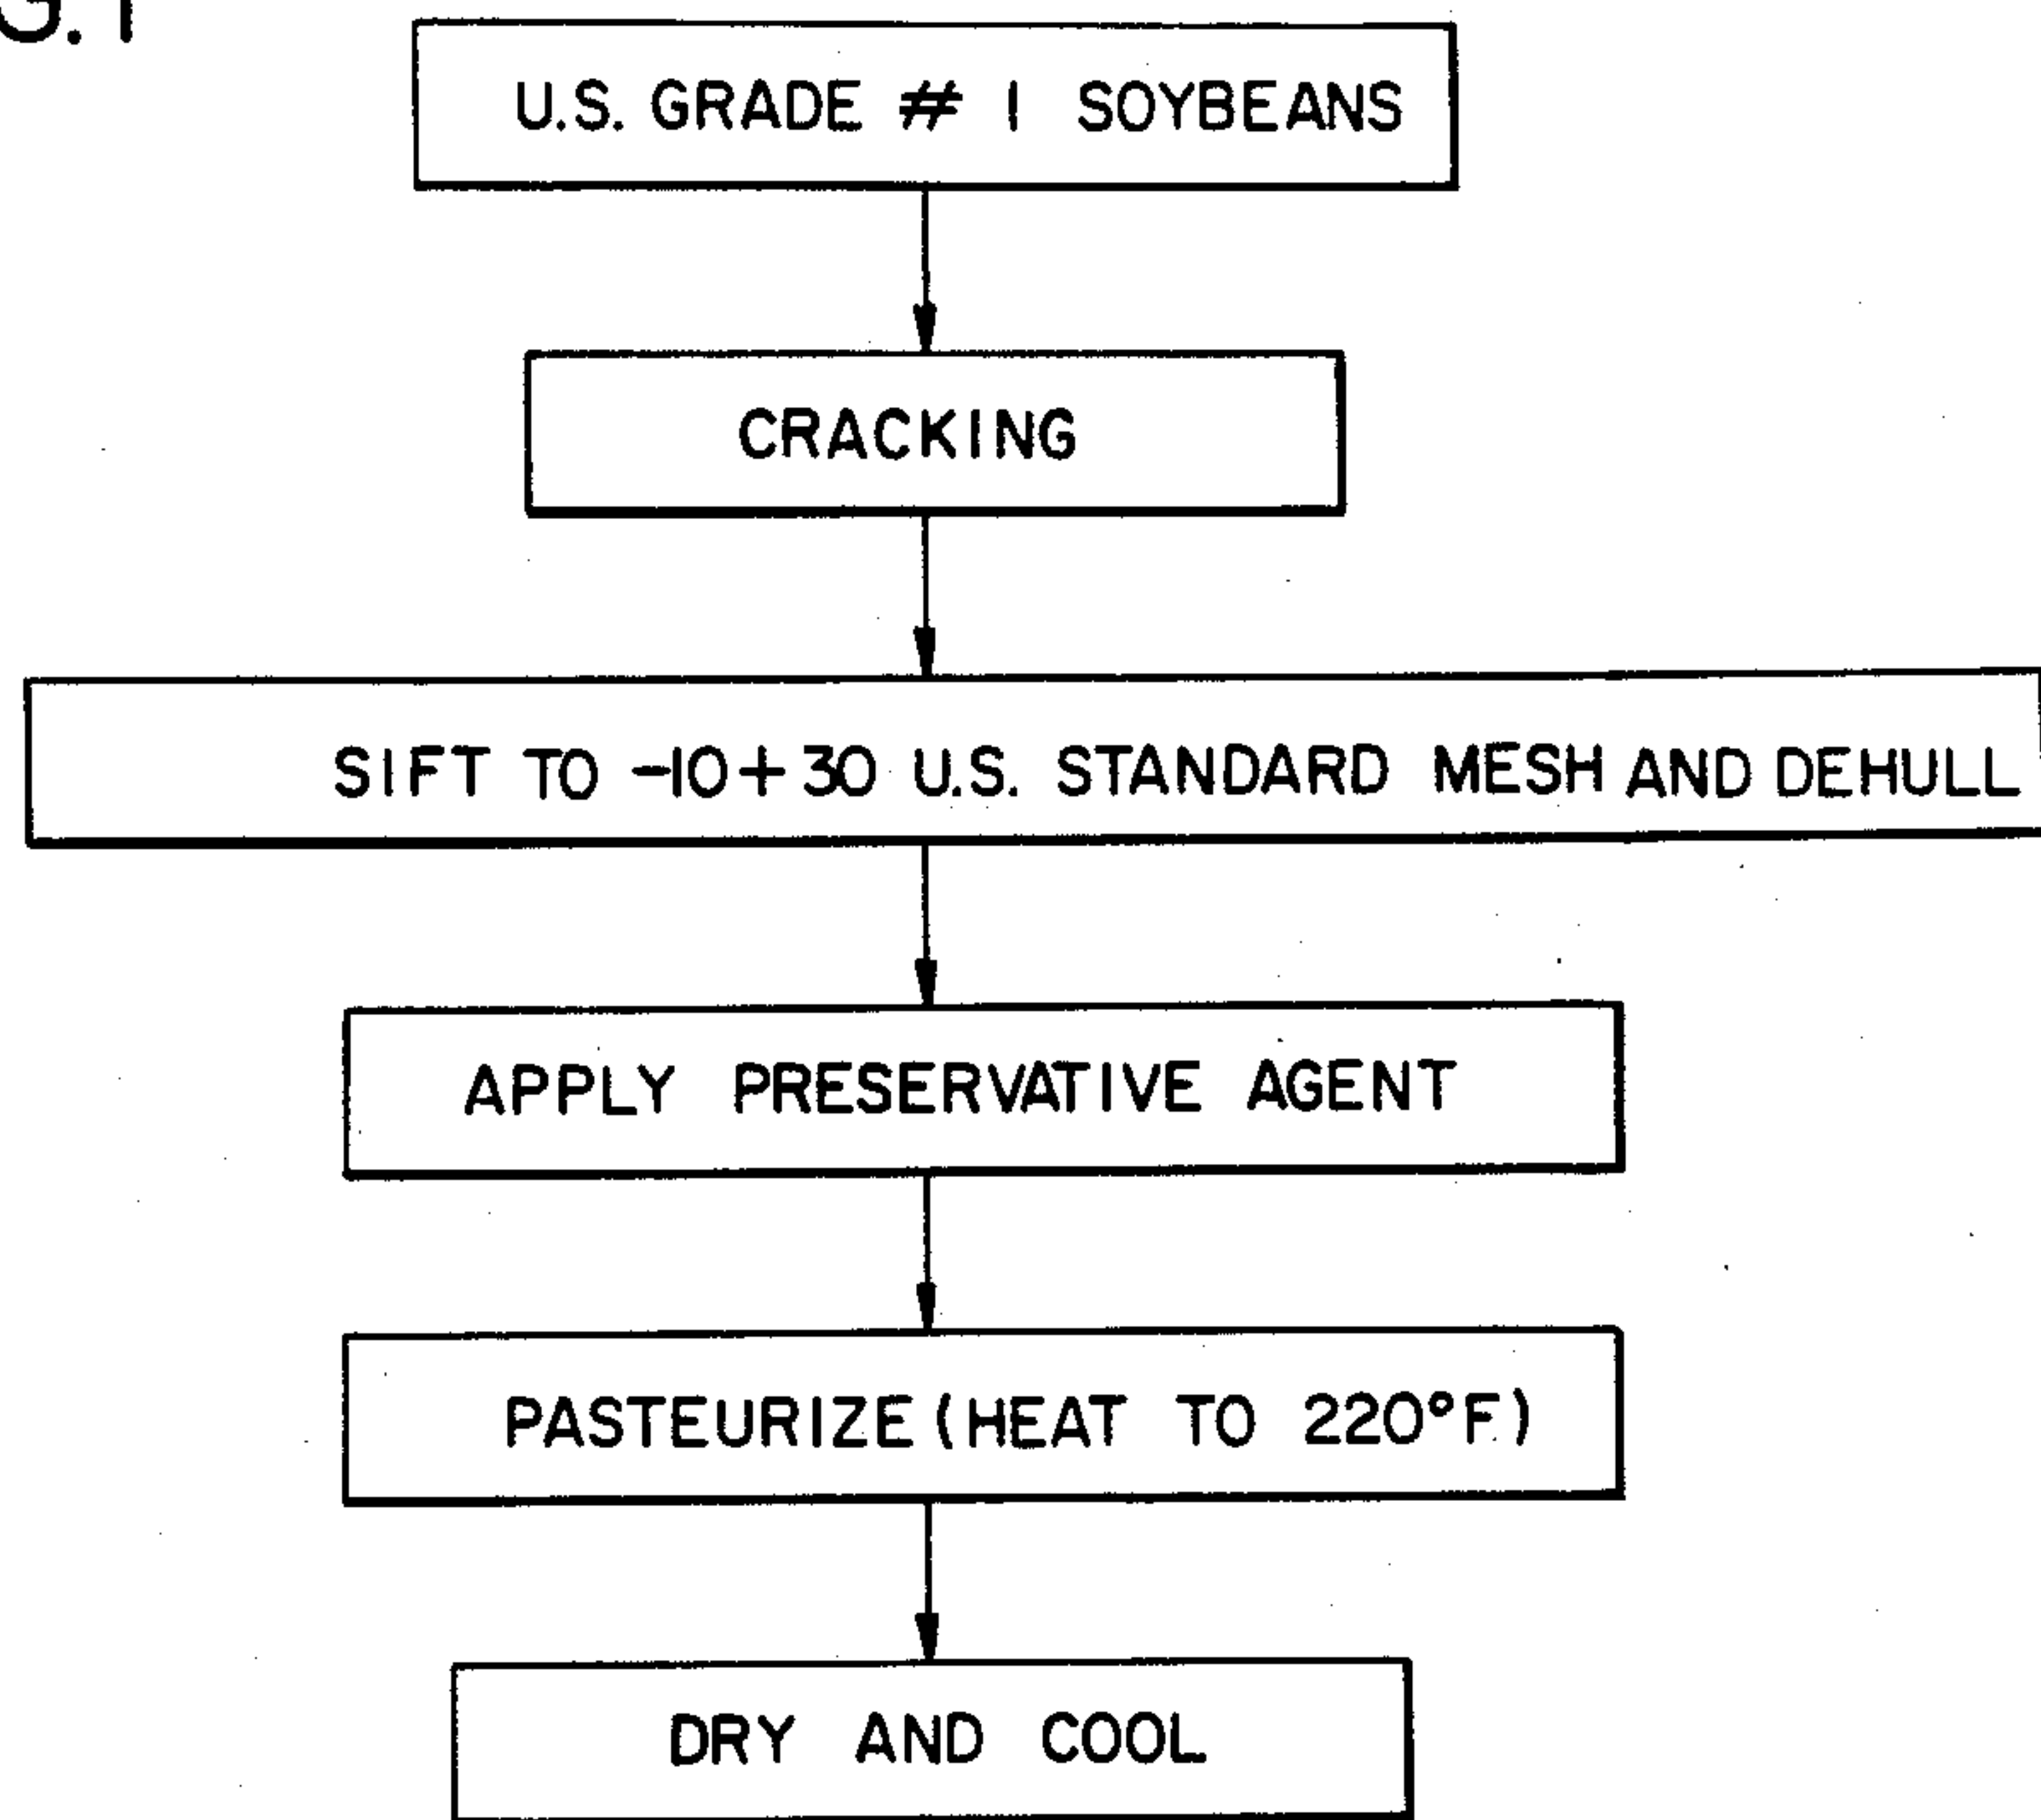 U.S. GRADE # 1 SOYBEANS
CRACKING
SIFT TO -10+30 U.S. STANDARD MESH AND DEHULL
APPLY PRESERVATIVE AGENT
PASTEURIZE (HEAT TO 220°F)
DRY AND COOL